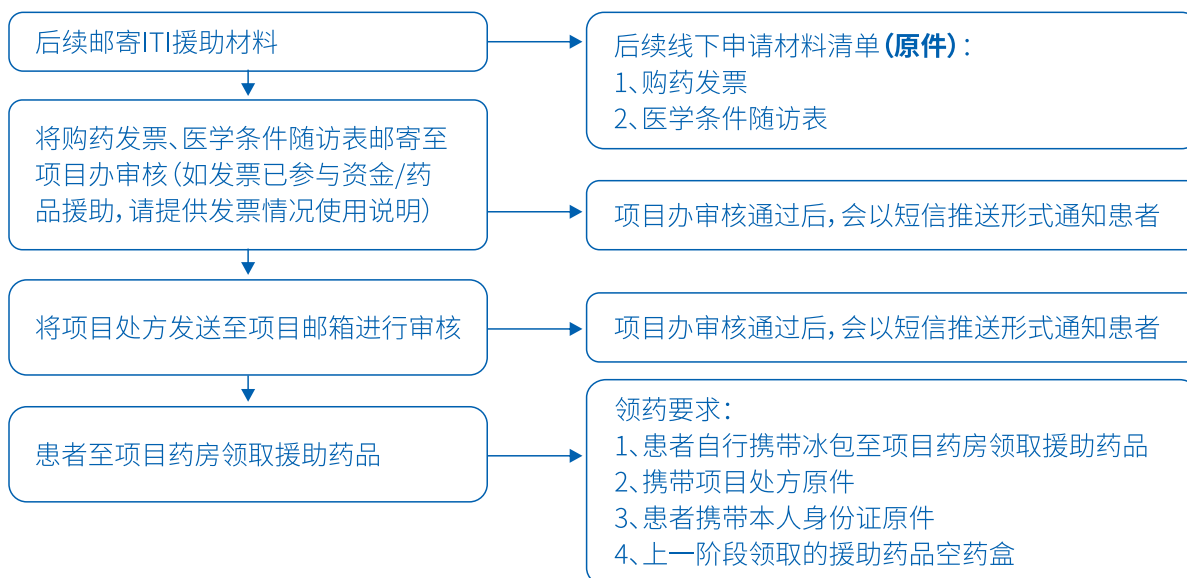 后续邮寄ITI援助材料
后续线下申请材料清单(原件):
1、购药发票
2、医学条件随访表
将购药发票、医学条件随访表邮寄至
项目办审核(如发票已参与资金/药
品援助,请提供发票情况使用说明)
项目办审核通过后,会以短信推送形式通知患者
将项目处方发送至项目邮箱进行审核
项目办审核通过后,会以短信推送形式通知患者
患者至项目药房领取援助药品
领药要求:
1、患者自行携带冰包至项目药房领取援助药品
2、携带项目处方原件
3、患者携带本人身份证原件
4、上一阶段领取的援助药品空药盒